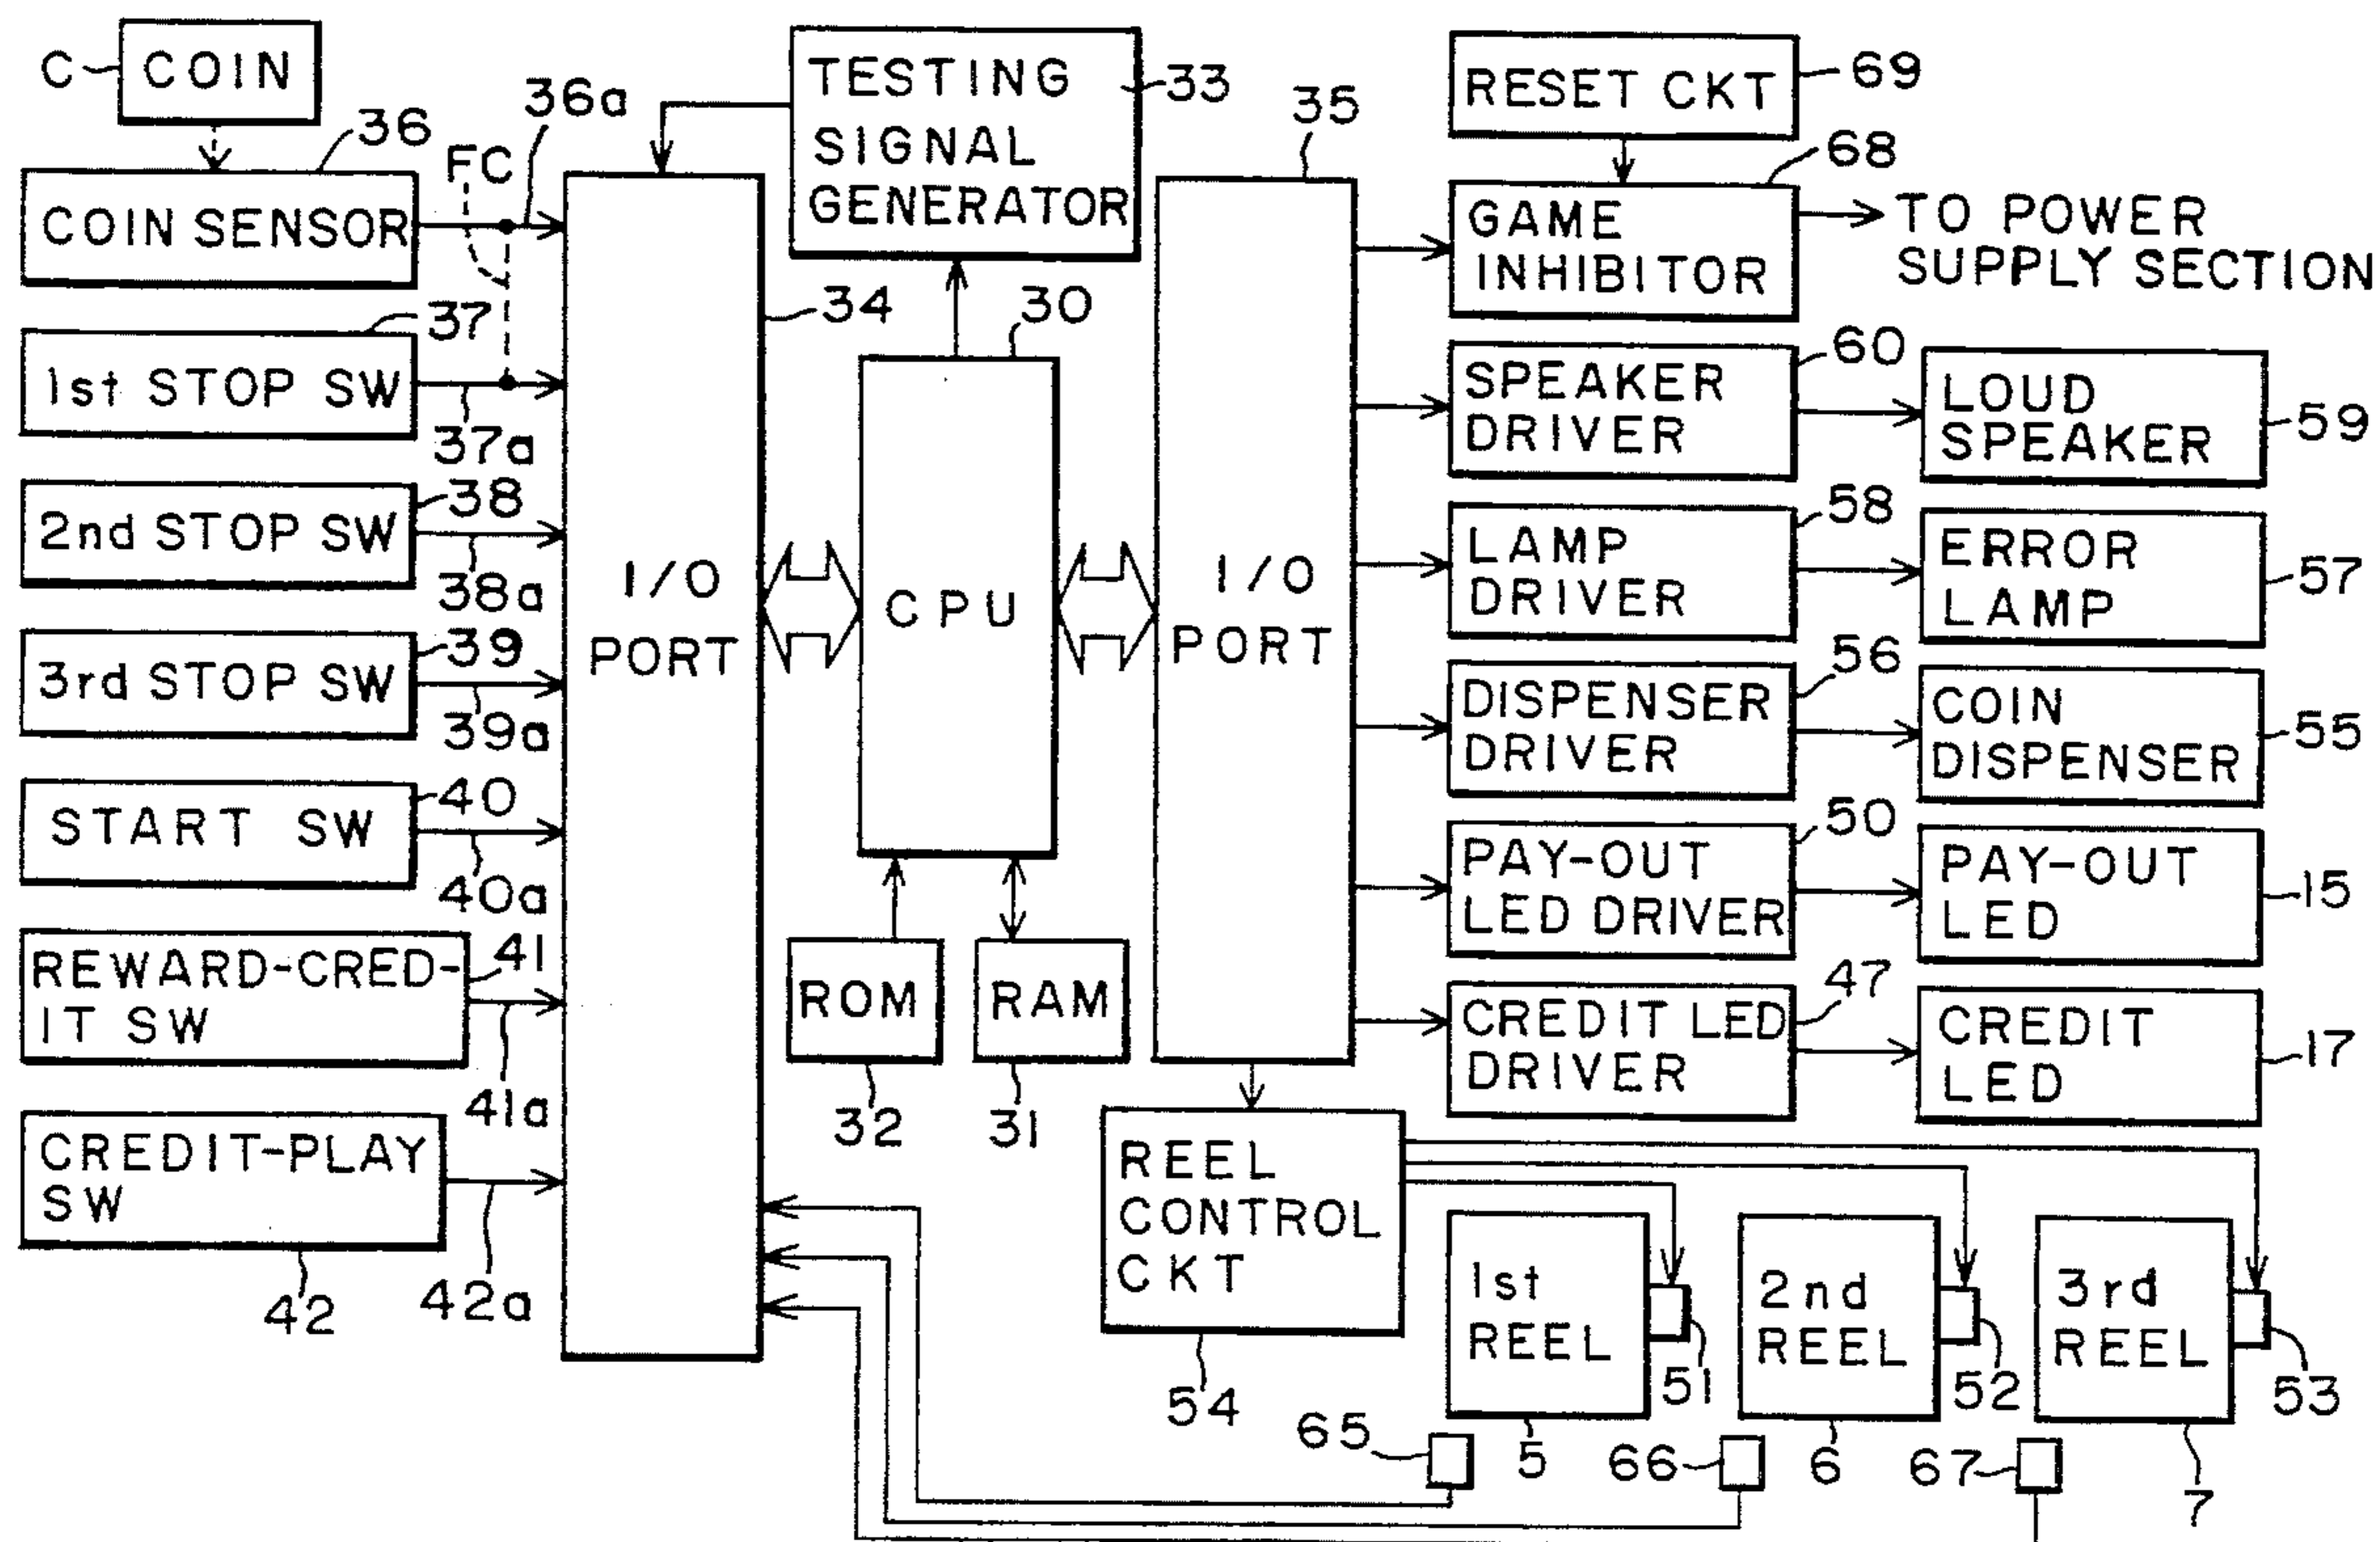 C
COIN
36
36a
FC
COIN SENSOR
37
1st STOP SW
37a
38
2nd STOP SW
38a
39
3rd STOP SW
39a
40
START SW
40a
41
REWARD-CRED-
IT SW
41a
CREDIT-PLAY
SW
42
42a
TESTING
SIGNAL
GENERATOR
33
34
I/O
PORT
30
CPU
ROM
32
RAM
31
35
I/O
PORT
RESET CKT
69
68
GAME
INHIBITOR
TO POWER
SUPPLY SECTION
60
SPEAKER
DRIVER
LOUD
SPEAKER
59
58
LAMP
DRIVER
ERROR
LAMP
57
56
DISPENSER
DRIVER
COIN
DISPENSER
55
50
PAY-OUT
LED DRIVER
PAY-OUT
LED
15
47
CREDIT LED
DRIVER
CREDIT
LED
17
REEL
CONTROL
CKT
54
1st
REEL
51
5
65
2nd
REEL
52
6
66
3rd
REEL
53
7
67